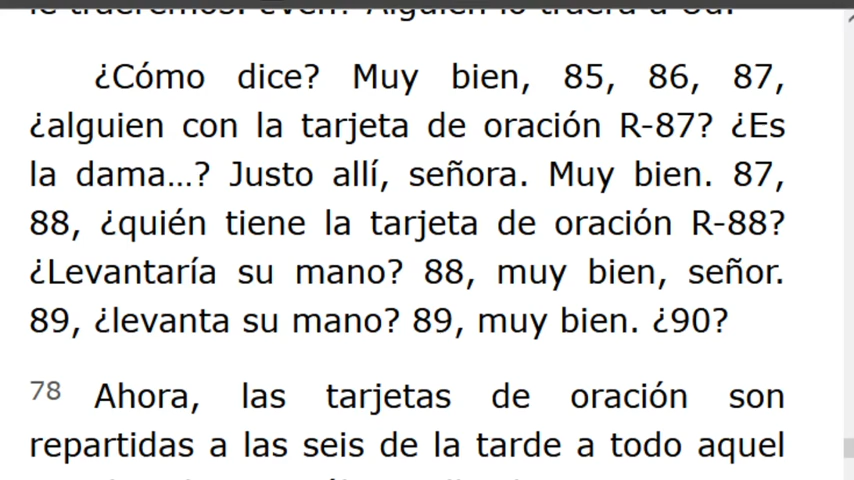 ¿Cómo dice? Muy bien, 85, 86, 87,
¿alguien con la tarjeta de oración R-87? ¿Es
la dama…? Justo allí, señora. Muy bien. 87,
88, ¿quién tiene la tarjeta de oración R-88?
¿Levantaría su mano? 88, muy bien, señor.
89, ¿levanta su mano? 89, muy bien. ¿90?
78 Ahora, las tarjetas de oración son
repartidas a las seis de la tarde a todo aquel